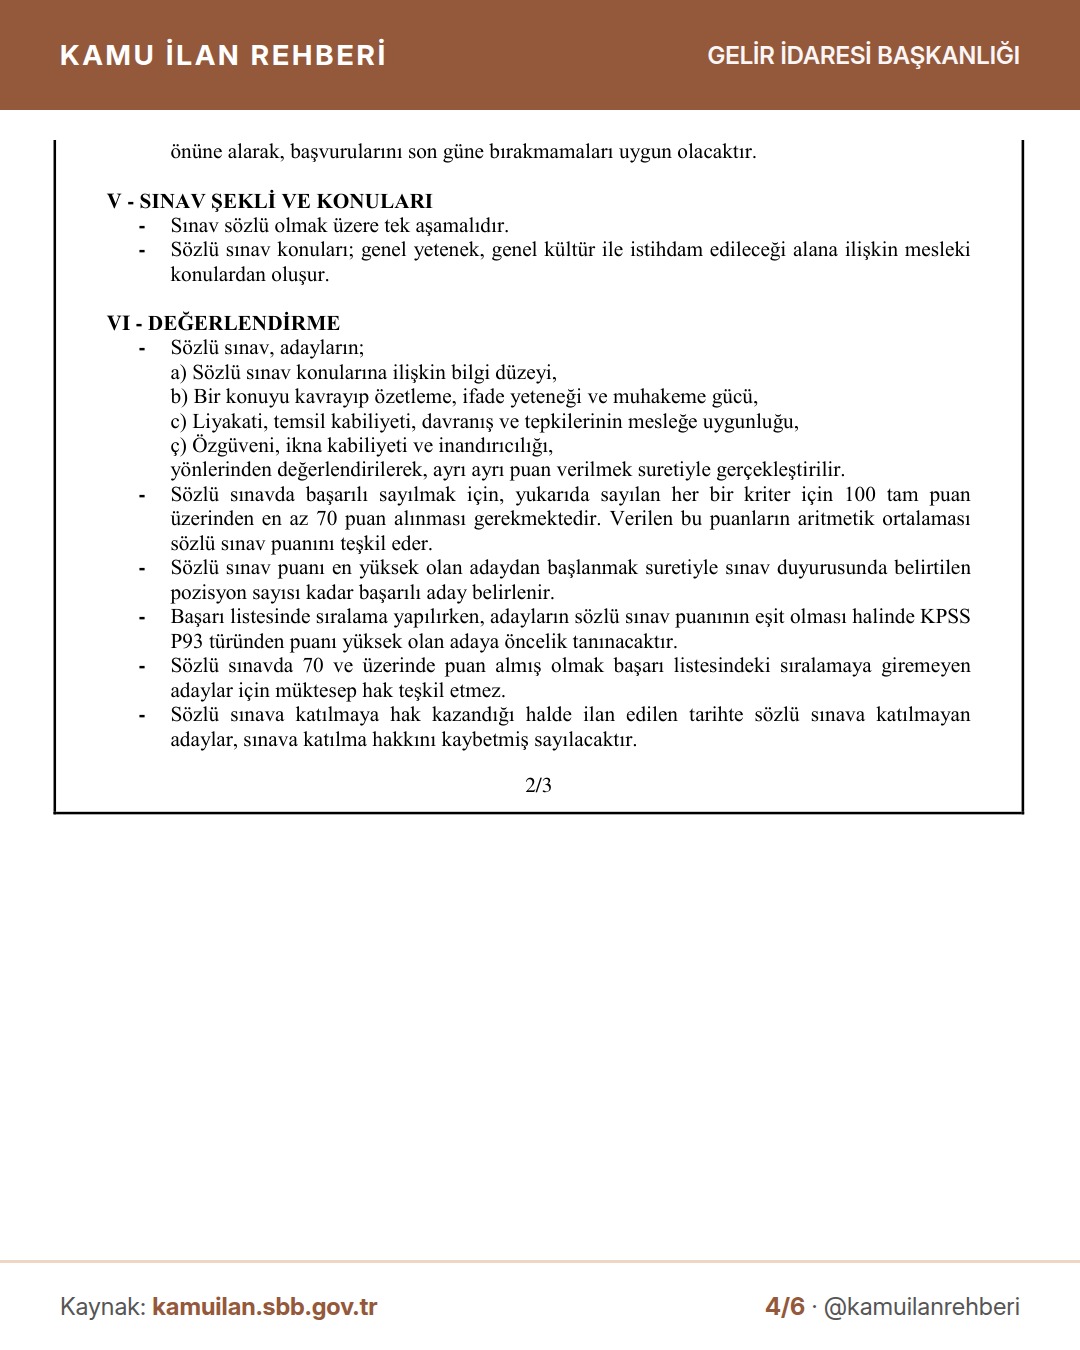 KAMU İLAN REHBERİ
GELİR İDARESİ BAŞKANLIĞI
önüne alarak, başvurularını son güne bırakmamaları uygun olacaktır.
V - SINAV ŞEKLİ VE KONULARI
- Sınav sözlü olmak üzere tek aşamalıdır.
- Sözlü sınav konuları; genel yetenek, genel kültür ile istihdam edileceği alana ilişkin mesleki
konulardan oluşur.
VI - DEĞERLENDİRME
- Sözlü sınav, adayların;
a) Sözlü sınav konularına ilişkin bilgi düzeyi,
b) Bir konuyu kavrayıp özetleme, ifade yeteneği ve muhakeme gücü,
c) Liyakati, temsil kabiliyeti, davranış ve tepkilerinin mesleğe uygunluğu,
ç) Özgüveni, ikna kabiliyeti ve inandırıcılığı,
yönlerinden değerlendirilerek, ayrı ayrı puan verilmek suretiyle gerçekleştirilir.
- Sözlü sınavda başarılı sayılmak için, yukarıda sayılan her bir kriter için 100 tam puan
üzerinden en az 70 puan alınması gerekmektedir. Verilen bu puanların aritmetik ortalaması
sözlü sınav puanını teşkil eder.
- Sözlü sınav puanı en yüksek olan adaydan başlanmak suretiyle sınav duyurusunda belirtilen
pozisyon sayısı kadar başarılı aday belirlenir.
- Başarı listesinde sıralama yapılırken, adayların sözlü sınav puanının eşit olması halinde KPSS
P93 türünden puanı yüksek olan adaya öncelik tanınacaktır.
- Sözlü sınavda 70 ve üzerinde puan almış olmak başarı listesindeki sıralamaya giremeyen
adaylar için müktesep hak teşkil etmez.
- Sözlü sınava katılmaya hak kazandığı halde ilan edilen tarihte sözlü sınava katılmayan
adaylar, sınava katılma hakkını kaybetmiş sayılacaktır.
2/3
Kaynak: kamuilan.sbb.gov.tr
4/6 · @kamuilanrehberi